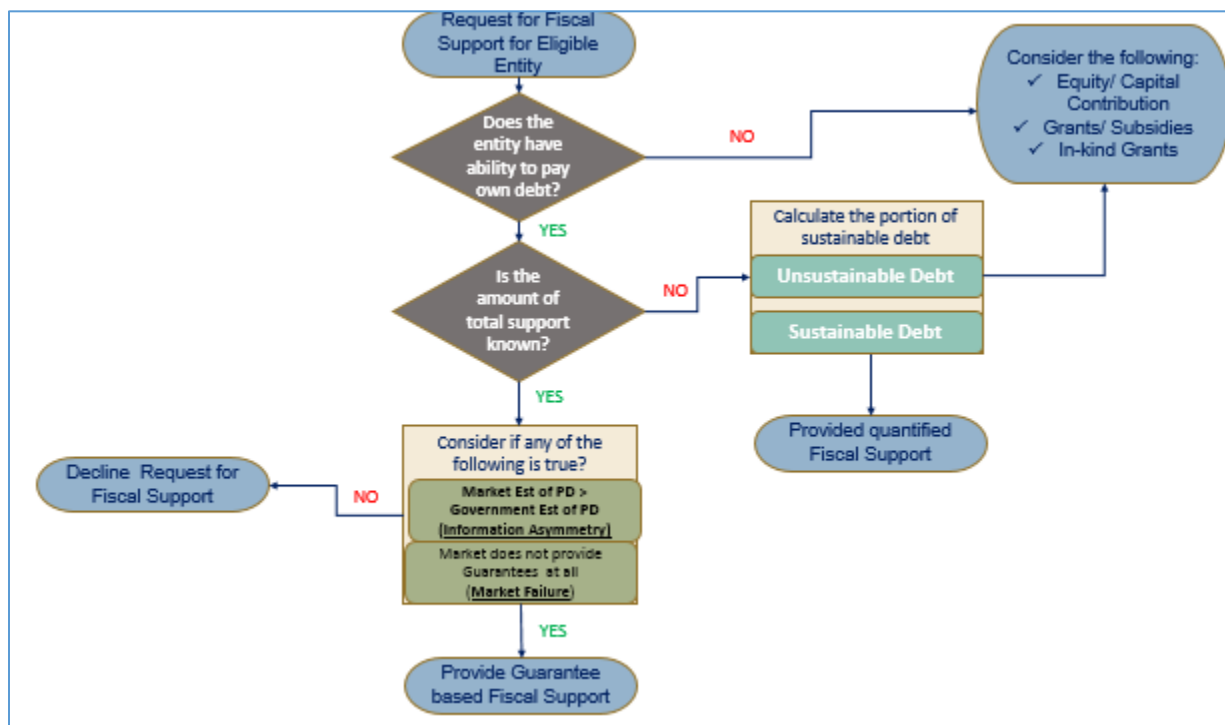 Request for Fiscal
Support for Eligible
Entity
Does the
entity have
ability to pay
own debt?
NO
Consider the following:
✓ Equity/ Capital
Contribution
✓ Grants/ Subsidies
✓ In-kind Grants
YES
Is the
amount of
total support
known?
NO
Calculate the portion of
sustainable debt
Unsustainable Debt
Sustainable Debt
Provided quantified
Fiscal Support
YES
Consider if any of the
following is true?
Market Est of PD >
Government Est of PD
(Information Asymmetry)
Market does not provide
Guarantees at all
(Market Failure)
NO
Decline Request for
Fiscal Support
YES
Provide Guarantee
based Fiscal Support